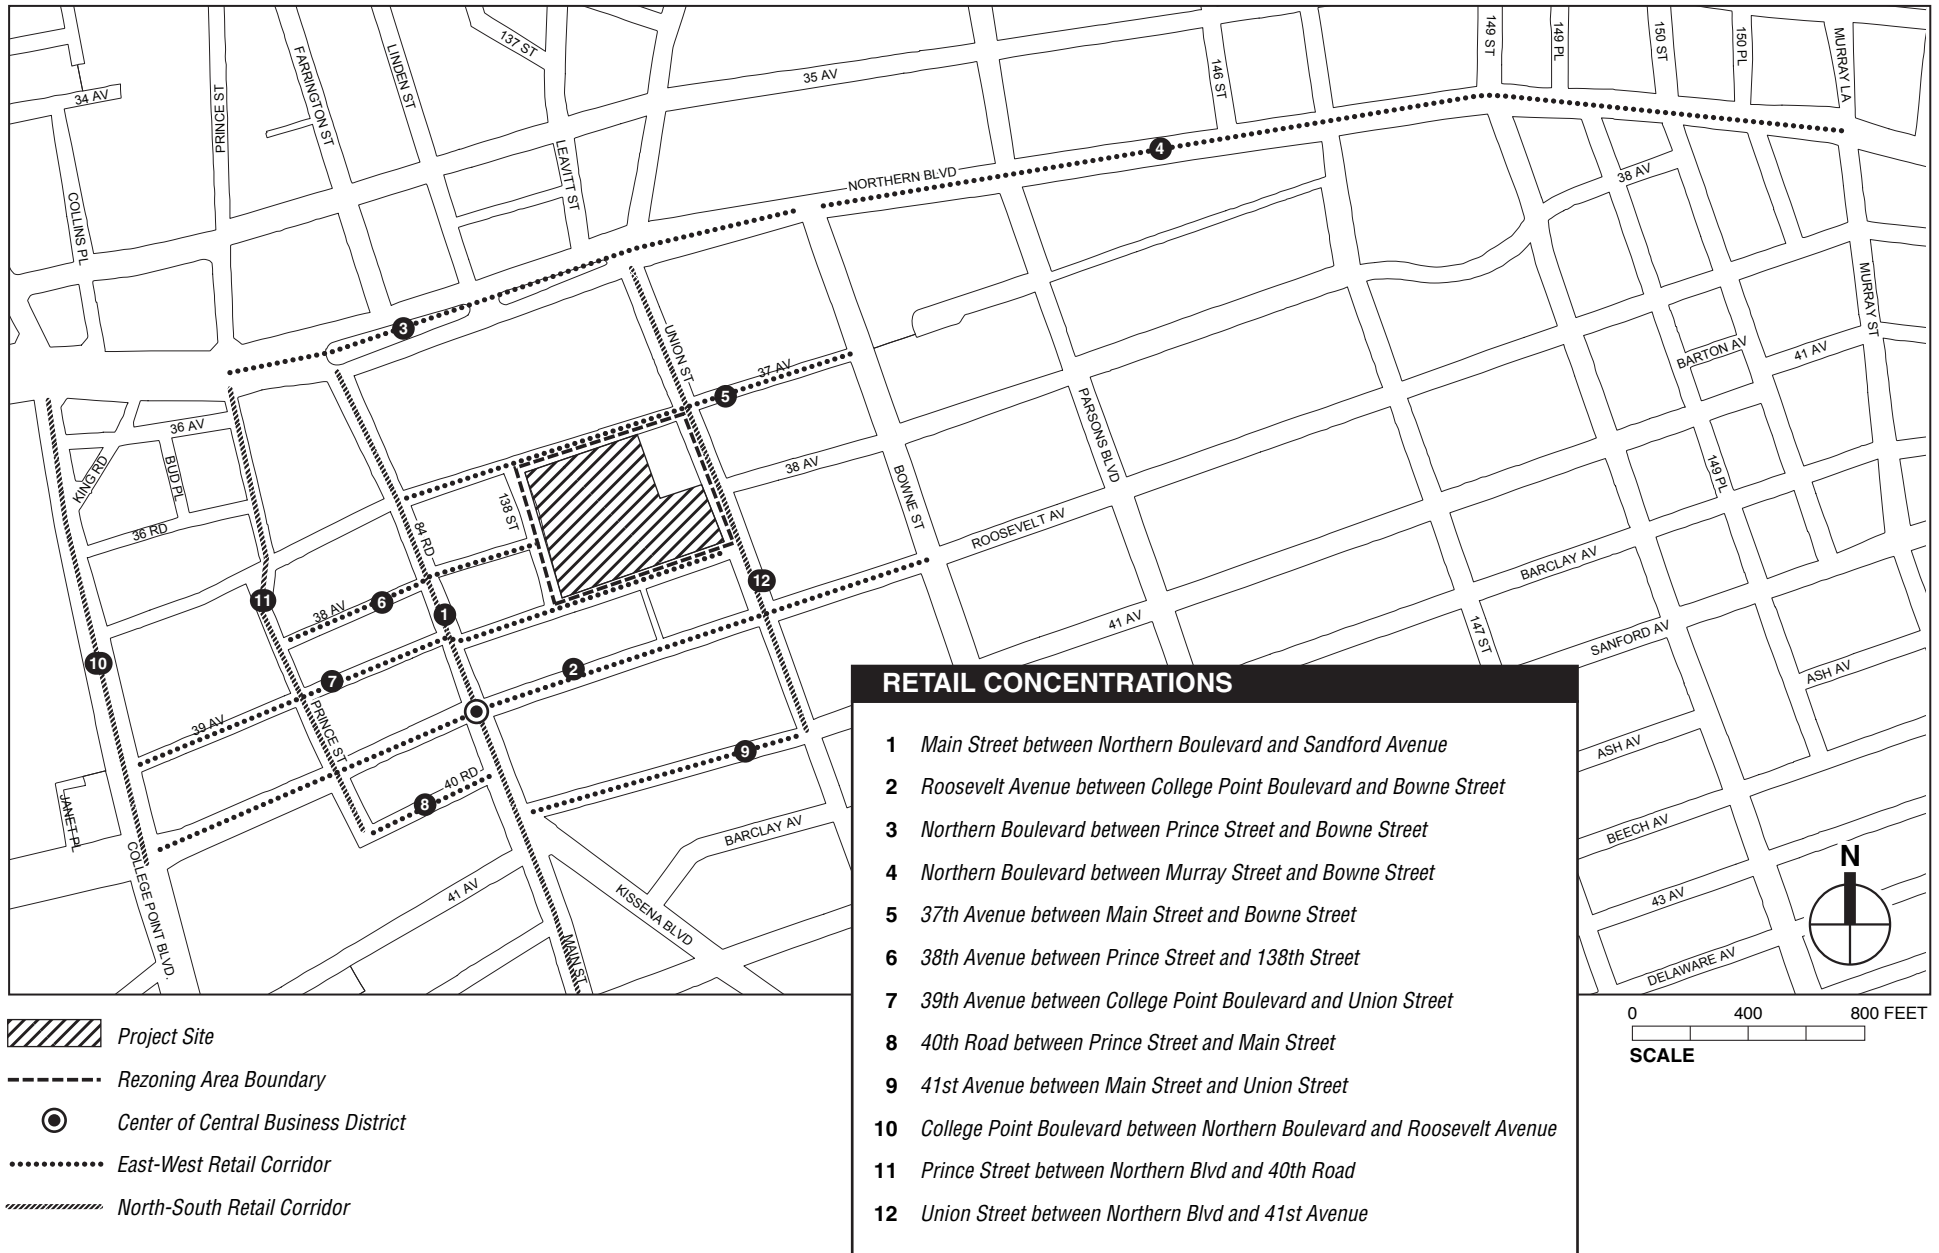 137 ST
34 AV
PRINCE ST
FARRINGTON ST
LINDEN ST
35 AV
146 ST
149 ST
149 PL
150 ST
150 PL
MURRAY LA
COLLINS PL
LEAVITT ST
NORTHERN BLVD
4
38 AV
3
UNION ST
MURRAY ST
37 AV
5
BARTON AV
41 AV
36 AV
KING RD
BUD PL
PARSONS BLVD
38 AV
BOWNE ST
149 PL
138 ST
36 RD
84 RD
ROOSEVELT AV
BARCLAY AV
12
11
38 AV
6
1
41 AV
147 ST
SANFORD AV
10
7
2
ASH AV
39 AV
PRINCE ST
9
ASH AV
40 RD
8
JANET PL
BARCLAY AV
BEECH AV
COLLEGE POINT BLVD.
41 AV
KISSENA BLVD
43 AV
MAIN ST
DELAWARE AV
N
RETAIL CONCENTRATIONS
1 Main Street between Northern Boulevard and Sandford Avenue
2 Roosevelt Avenue between College Point Boulevard and Bowne Street
3 Northern Boulevard between Prince Street and Bowne Street
4 Northern Boulevard between Murray Street and Bowne Street
5 37th Avenue between Main Street and Bowne Street
6 38th Avenue between Prince Street and 138th Street
7 39th Avenue between College Point Boulevard and Union Street
8 40th Road between Prince Street and Main Street
9 41st Avenue between Main Street and Union Street
10 College Point Boulevard between Northern Boulevard and Roosevelt Avenue
11 Prince Street between Northern Blvd and 40th Road
12 Union Street between Northern Blvd and 41st Avenue
0 400 800 FEET
SCALE
Project Site
Rezoning Area Boundary
Center of Central Business District
East-West Retail Corridor
North-South Retail Corridor